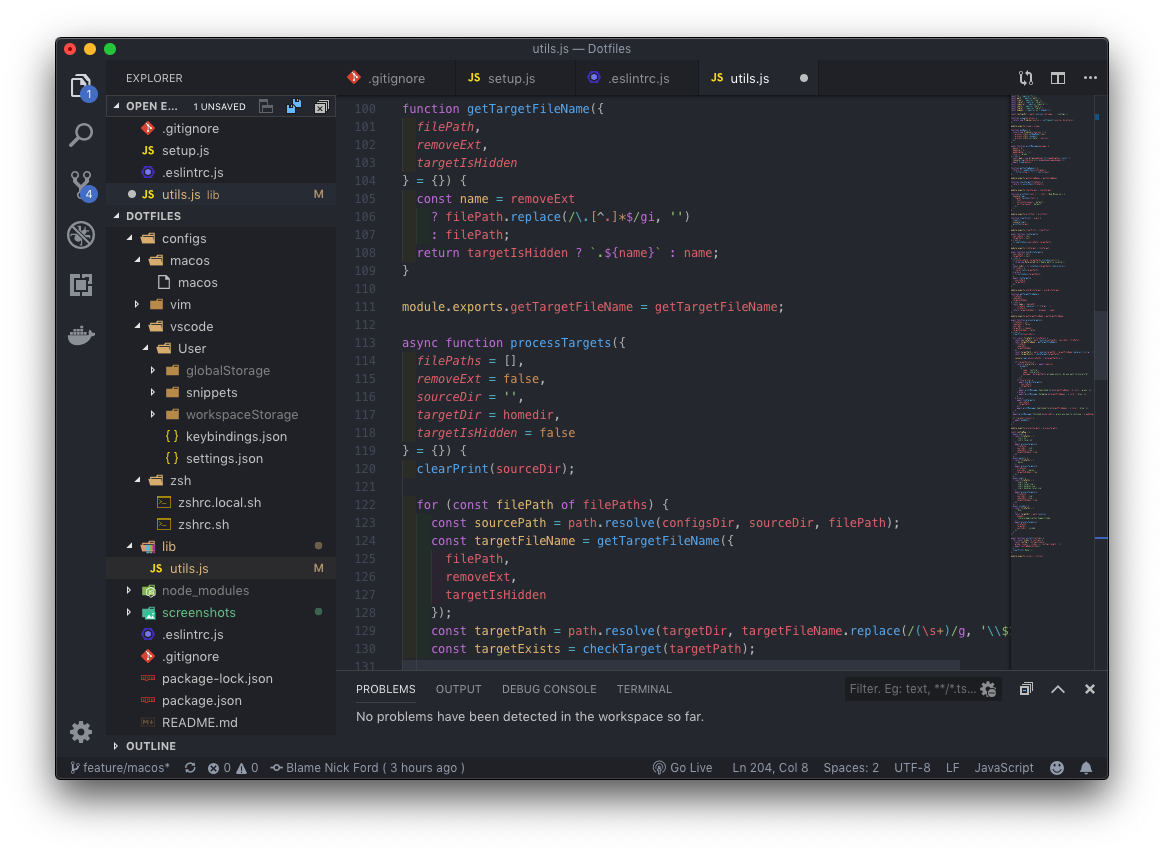 utils.js — Dotfiles
EXPLORER
OPEN E... 1 UNSAVED
.gitignore
JS setup.js
.eslintrc.js
JS utils.js lib M
DOTFILES
configs
macos
macos
vim
vscode
User
globalStorage
snippets
workspaceStorage
{ } keybindings.json
{ } settings.json
zsh
zshrc.local.sh
zshrc.sh
lib
JS utils.js M
node_modules
screenshots
.eslintrc.js
.gitignore
package-lock.json
package.json
README.md
OUTLINE
1
4
.gitignore
JS setup.js
.eslintrc.js
JS utils.js
100 function getTargetFileName({
101 filePath,
102 removeExt,
103 targetIsHidden
104 } = {}) {
105 const name = removeExt
106 ? filePath.replace(/\.[^.]*$/gi, '')
107 : filePath;
108 return targetIsHidden ? `.${name}` : name;
109 }
110
111 module.exports.getTargetFileName = getTargetFileName;
112
113 async function processTargets({
114 filePaths = [],
115 removeExt = false,
116 sourceDir = '',
117 targetDir = homedir,
118 targetIsHidden = false
119 } = {}) {
120 clearPrint(sourceDir);
121
122 for (const filePath of filePaths) {
123 const sourcePath = path.resolve(configsDir, sourceDir, filePath);
124 const targetFileName = getTargetFileName({
125 filePath,
126 removeExt,
127 targetIsHidden
128 });
129 const targetPath = path.resolve(targetDir, targetFileName.replace(/(\s+)/g, '\\$
130 const targetExists = checkTarget(targetPath);
131
PROBLEMS OUTPUT DEBUG CONSOLE TERMINAL Filter. Eg: text, **/*.ts...
No problems have been detected in the workspace so far.
feature/macos* 0 0 Blame Nick Ford ( 3 hours ago ) Go Live Ln 204, Col 8 Spaces: 2 UTF-8 LF JavaScript